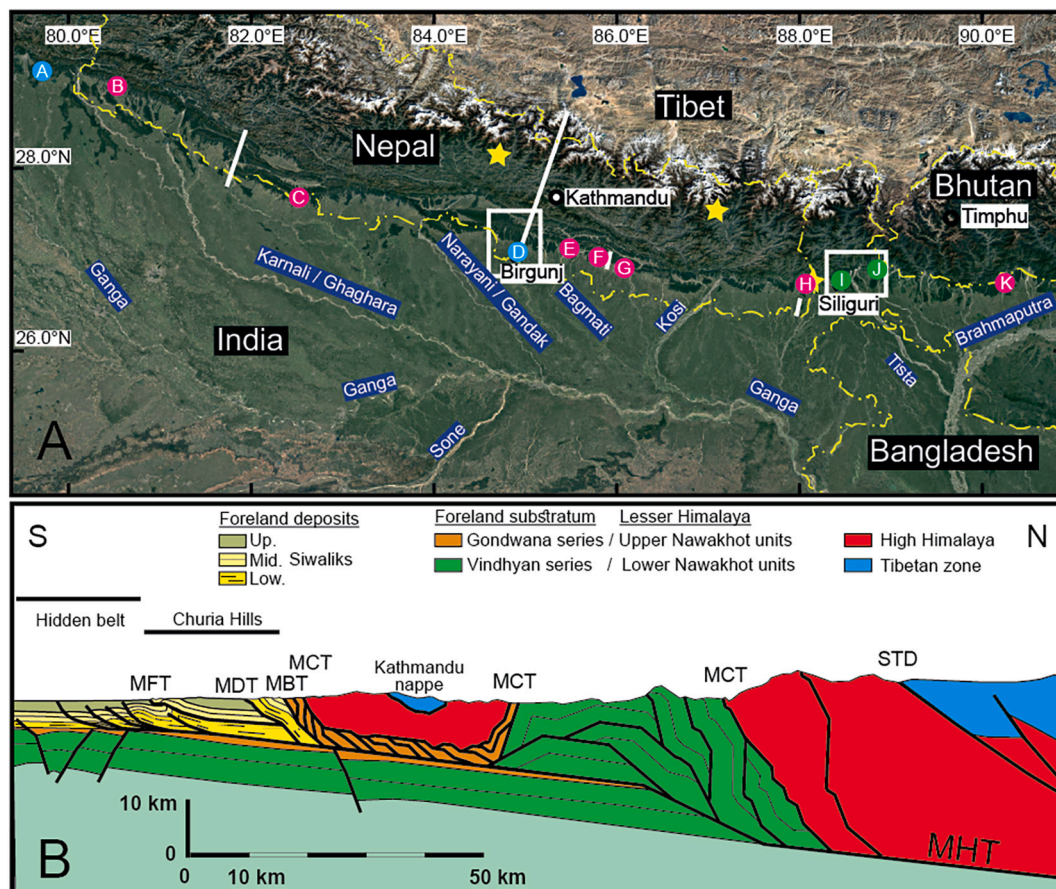 80.0°E
82.0°E
84.0°E
86.0°E
88.0°E
90.0°E
A
B
Tibet
Nepal
28.0°N
Bhutan
Kathmandu
Timphu
C
D
E
F
G
H
I
J
K
Birgunj
Siliguri
Ganga
Karnali / Ghaghara
Narayani / Gandak
Bagmati
Kosi
Brahmaputra
India
26.0°N
Ganga
Ganga
Tista
Sone
A
Bangladesh
S
N
Foreland deposits
Up.
Mid. Siwaliks
Low.
Foreland substratum
Lesser Himalaya
Gondwana series / Upper Nawakhot units
Vindhyan series / Lower Nawakhot units
High Himalaya
Tibetan zone
Hidden belt
Churia Hills
MFT
MDT
MBT
MCT
Kathmandu
nappe
MCT
MCT
STD
10 km
0
0
10 km
50 km
B
MHT